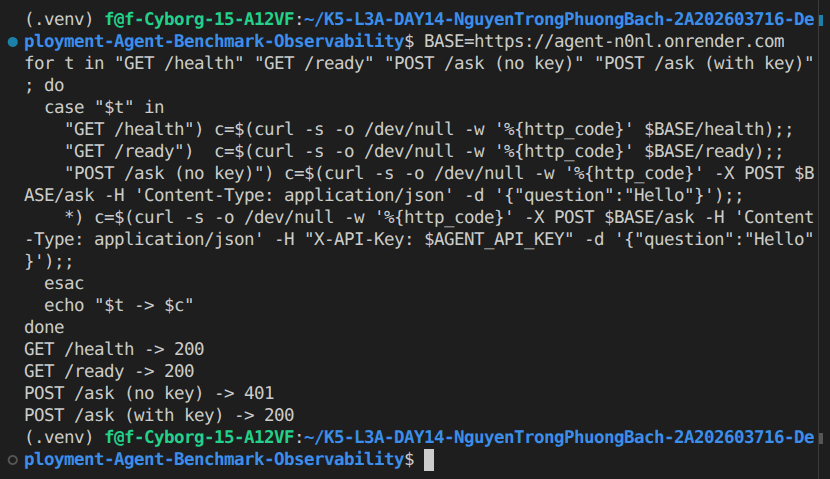 (.venv) f@f-Cyborg-15-A12VF:~/K5-L3A-DAY14-NguyenTrongPhuongBach-2A202603716-De
ployment-Agent-Benchmark-Observability$ BASE=https://agent-n0nl.onrender.com
for t in "GET /health" "GET /ready" "POST /ask (no key)" "POST /ask (with key)"
; do
  case "$t" in
    "GET /health") c=$(curl -s -o /dev/null -w '%{http_code}' $BASE/health);;
    "GET /ready")  c=$(curl -s -o /dev/null -w '%{http_code}' $BASE/ready);;
    "POST /ask (no key)") c=$(curl -s -o /dev/null -w '%{http_code}' -X POST $B
ASE/ask -H 'Content-Type: application/json' -d '{"question":"Hello"}');;
    *) c=$(curl -s -o /dev/null -w '%{http_code}' -X POST $BASE/ask -H 'Content
-Type: application/json' -H "X-API-Key: $AGENT_API_KEY" -d '{"question":"Hello"
}');;
  esac
  echo "$t -> $c"
done
GET /health -> 200
GET /ready -> 200
POST /ask (no key) -> 401
POST /ask (with key) -> 200
(.venv) f@f-Cyborg-15-A12VF:~/K5-L3A-DAY14-NguyenTrongPhuongBach-2A202603716-De
ployment-Agent-Benchmark-Observability$